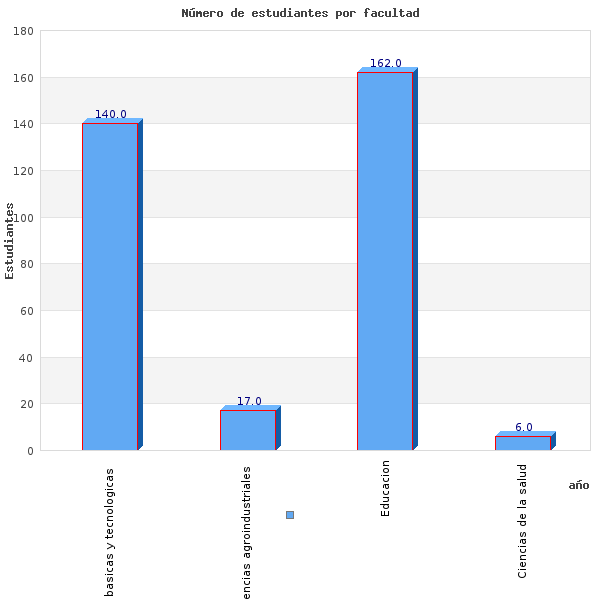 Número de estudiantes por facultad
180
160
140
120
100
80
60
40
20
0
Estudiantes
140.0
17.0
162.0
6.0
basicas y tecnologicas
encias agroindustriales
Educacion
Ciencias de la salud
año